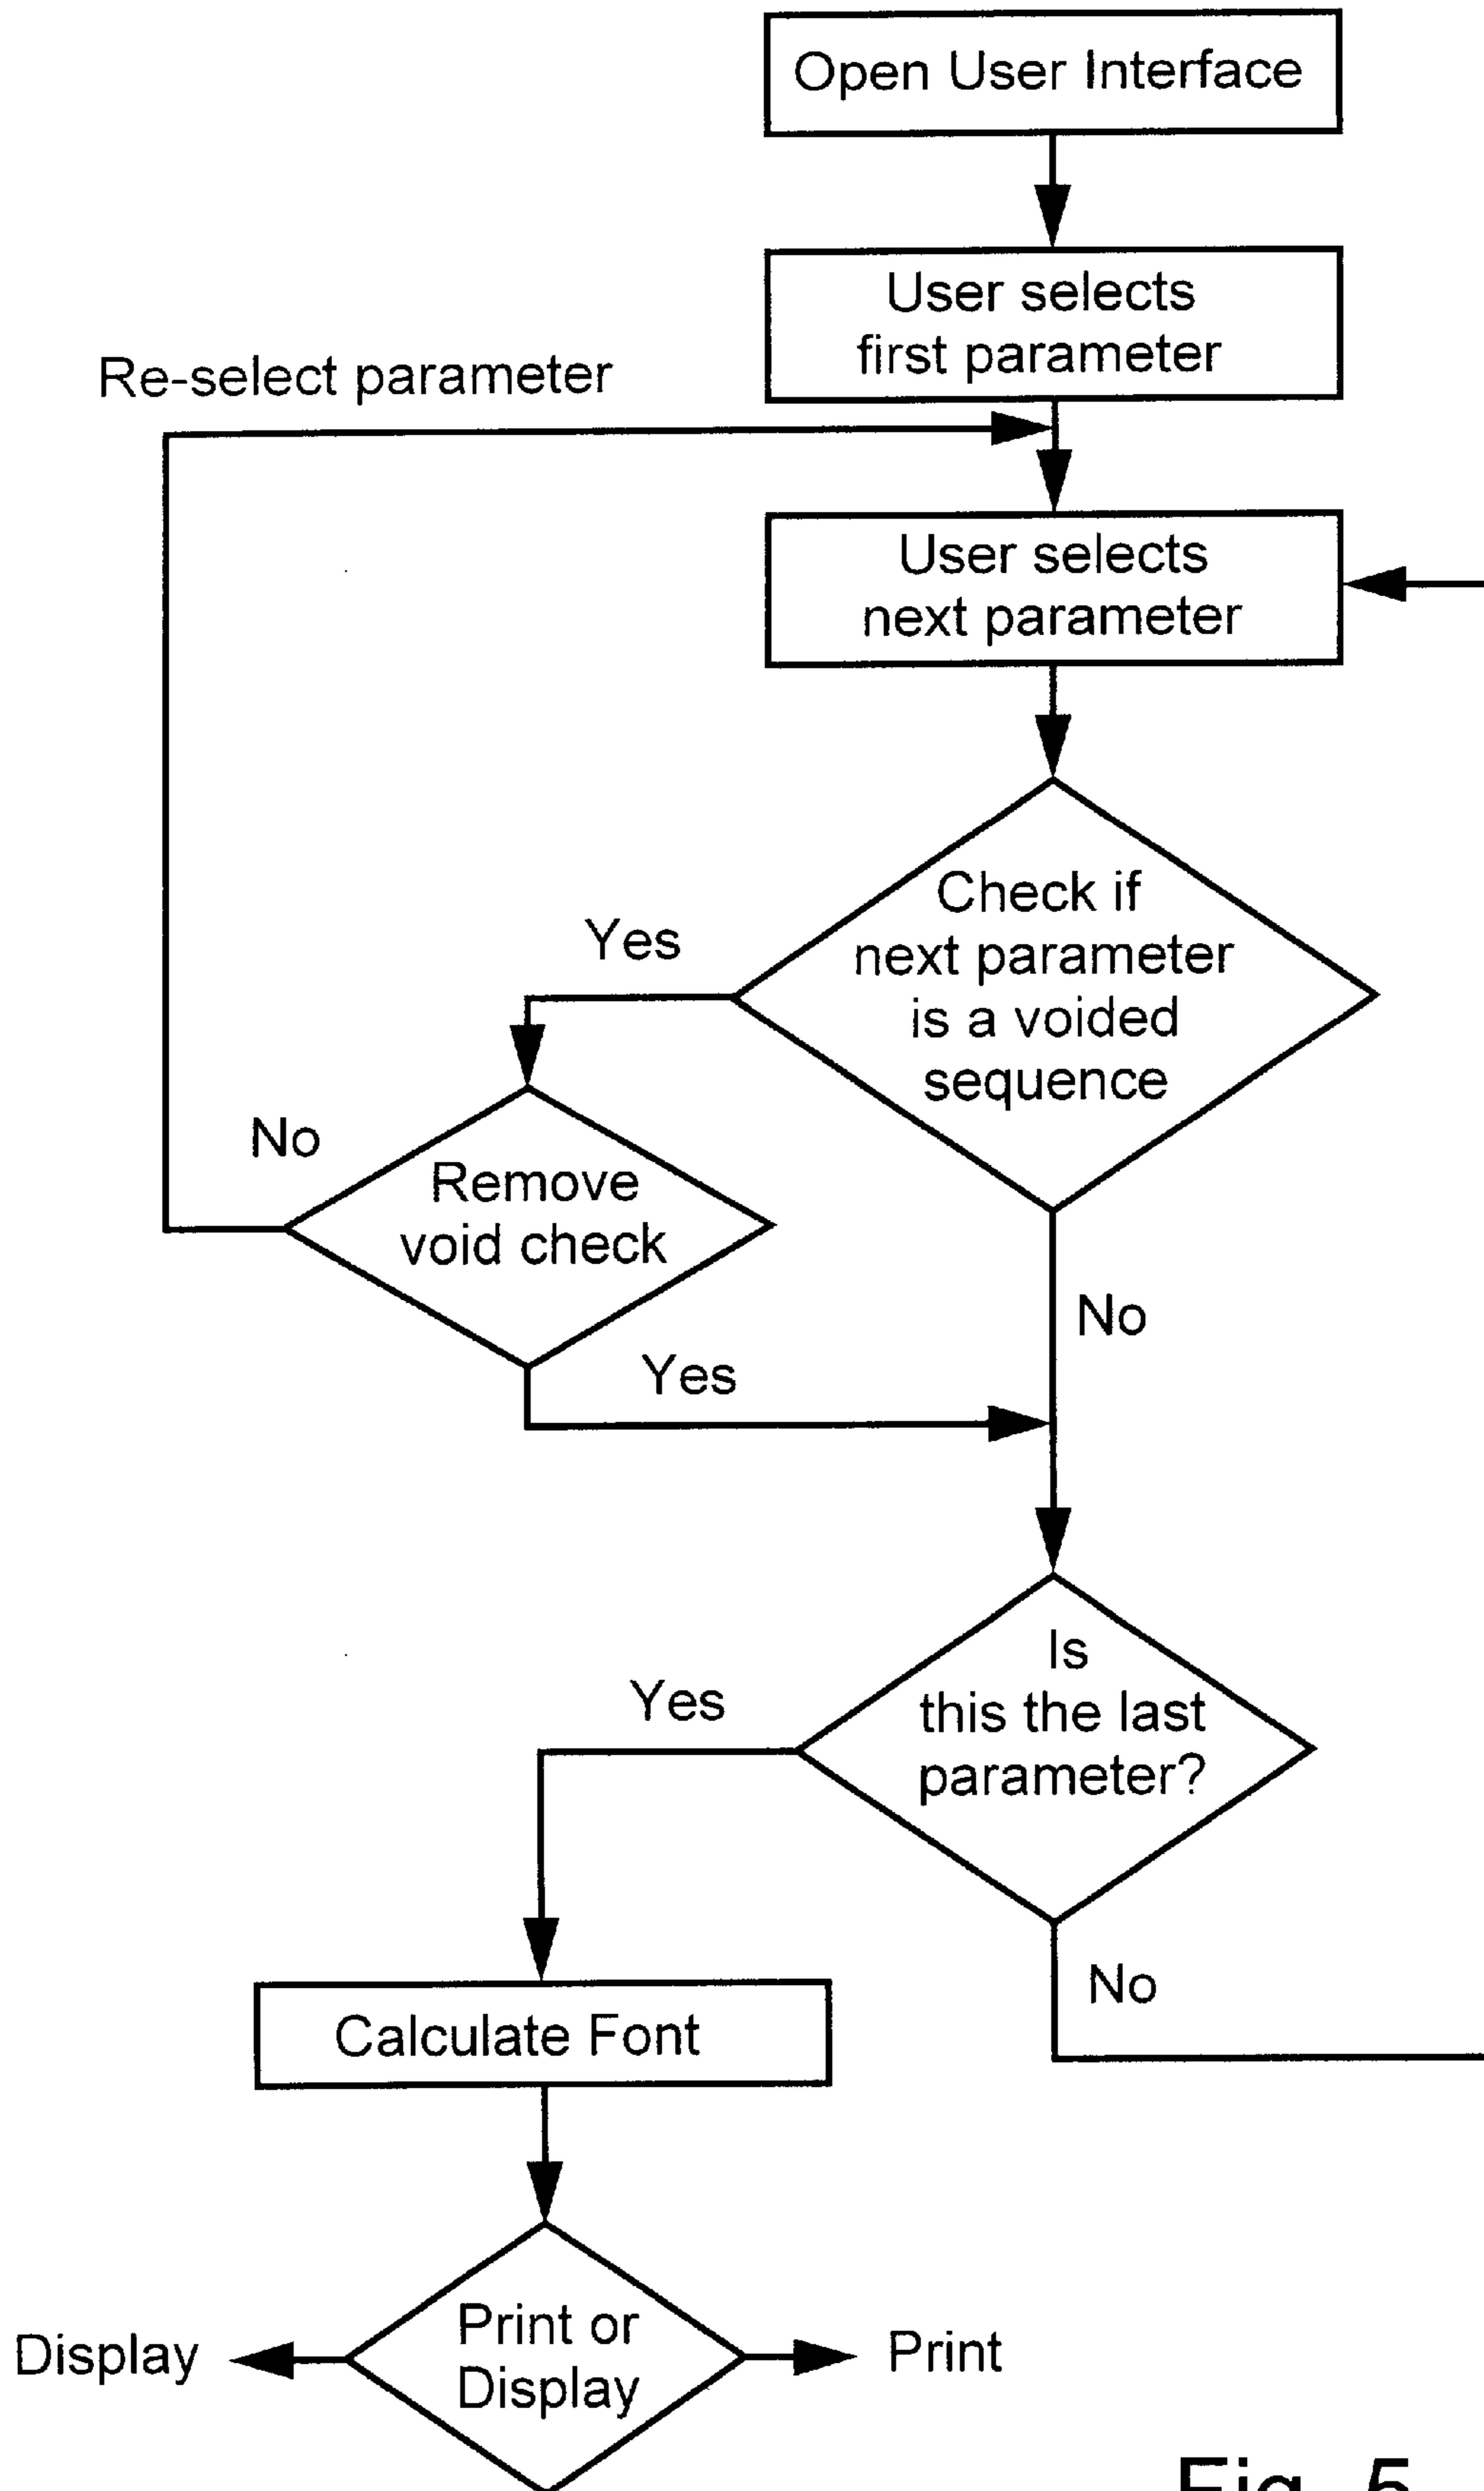 Open User Interface
User selects
first parameter
Re-select parameter
User selects
next parameter
Check if
next parameter
is a voided
sequence
Yes
No
Remove
void check
No
Yes
Is
this the last
parameter?
Yes
No
Calculate Font
Print or
Display
Display
Print
Fig. 5